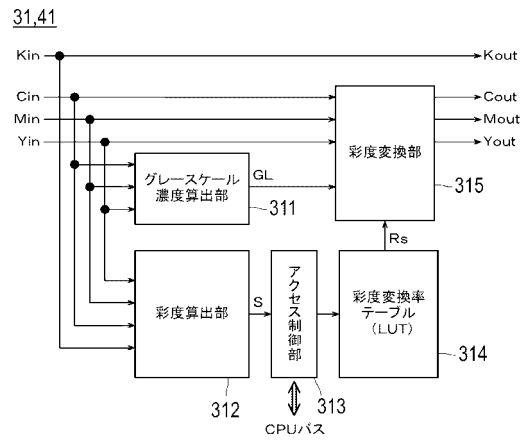 31,41
Kin
Kout
Cin
Cout
Min
Mout
Yin
Yout
彩度変換部
315
グレースケール
濃度算出部
GL
311
Rs
彩度算出部
S
312
アクセス制御部
313
彩度変換率
テーブル
(LUT)
314
CPUバス